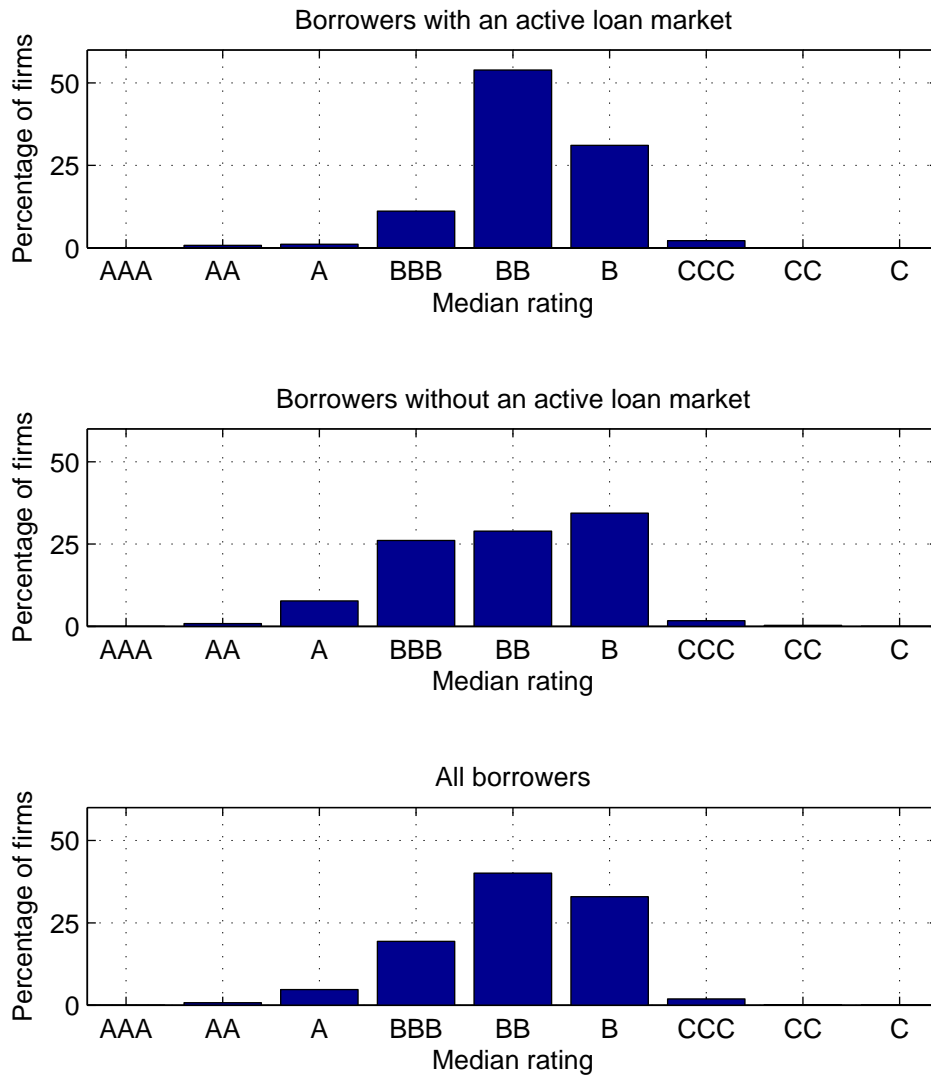 Borrowers with an active loan market
Percentage of firms
50
25
0
AAA AA A BBB BB B CCC CC C
Median rating
Borrowers without an active loan market
Percentage of firms
50
25
0
AAA AA A BBB BB B CCC CC C
Median rating
All borrowers
Percentage of firms
50
25
0
AAA AA A BBB BB B CCC CC C
Median rating